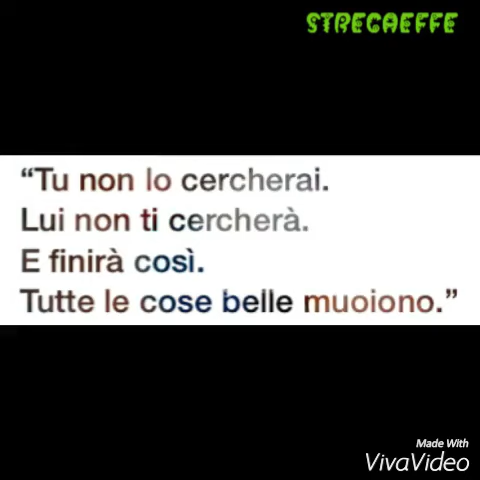 STREGAEFFE
“Tu non lo cercherai.
Lui non ti cercherà.
E finirà così.
Tutte le cose belle muoiono.”
Made With
VivaVideo